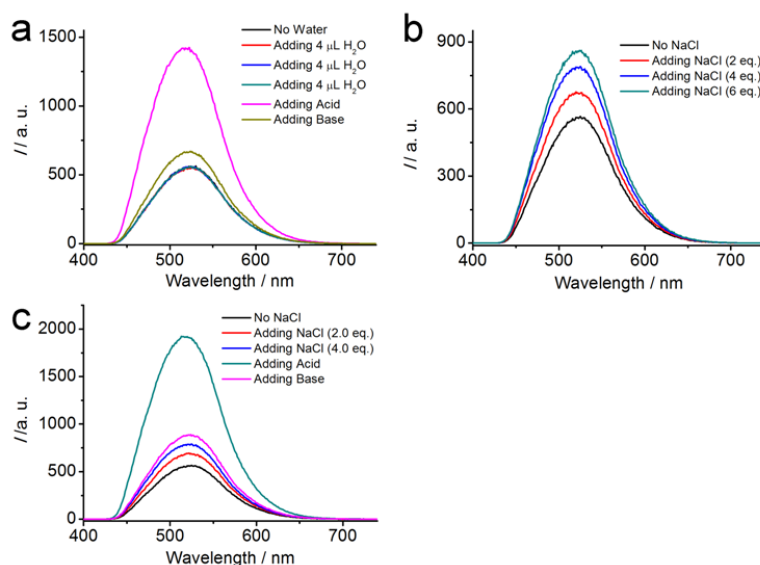 a
No Water
Adding 4 μL H₂O
Adding 4 μL H₂O
Adding 4 μL H₂O
Adding Acid
Adding Base
I / a. u.
1500
1000
500
0
400 500 600 700
Wavelength / nm
b
No NaCl
Adding NaCl (2 eq.)
Adding NaCl (4 eq.)
Adding NaCl (6 eq.)
I / a. u.
900
600
300
0
400 500 600 700
Wavelength / nm
c
No NaCl
Adding NaCl (2.0 eq.)
Adding NaCl (4.0 eq.)
Adding Acid
Adding Base
I / a. u.
2000
1500
1000
500
0
400 500 600 700
Wavelength / nm